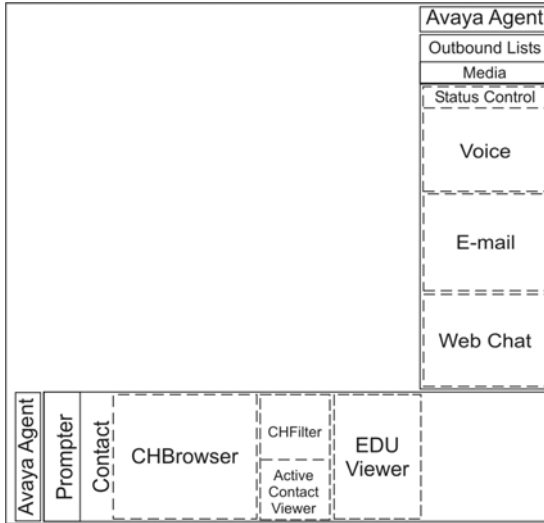 Avaya Agent
Outbound Lists
Media
Status Control
Voice
E-mail
Web Chat
Avaya Agent
Prompter
Contact
CHBrowser
CHFilter
Active
Contact
Viewer
EDU
Viewer